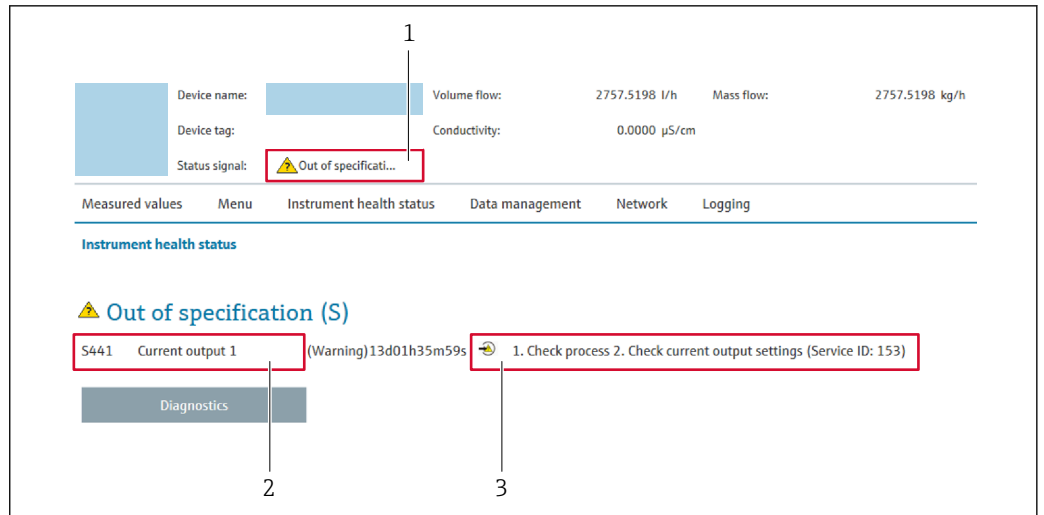 1
Device name: Volume flow: 2757.5198 l/h Mass flow: 2757.5198 kg/h
Device tag: Conductivity: 0.0000 µS/cm
Status signal: Out of specificati...
Measured values Menu Instrument health status Data management Network Logging
Instrument health status
Out of specification (S)
S441 Current output 1 (Warning)13d01h35m59s 1. Check process 2. Check current output settings (Service ID: 153)
Diagnostics
2 3